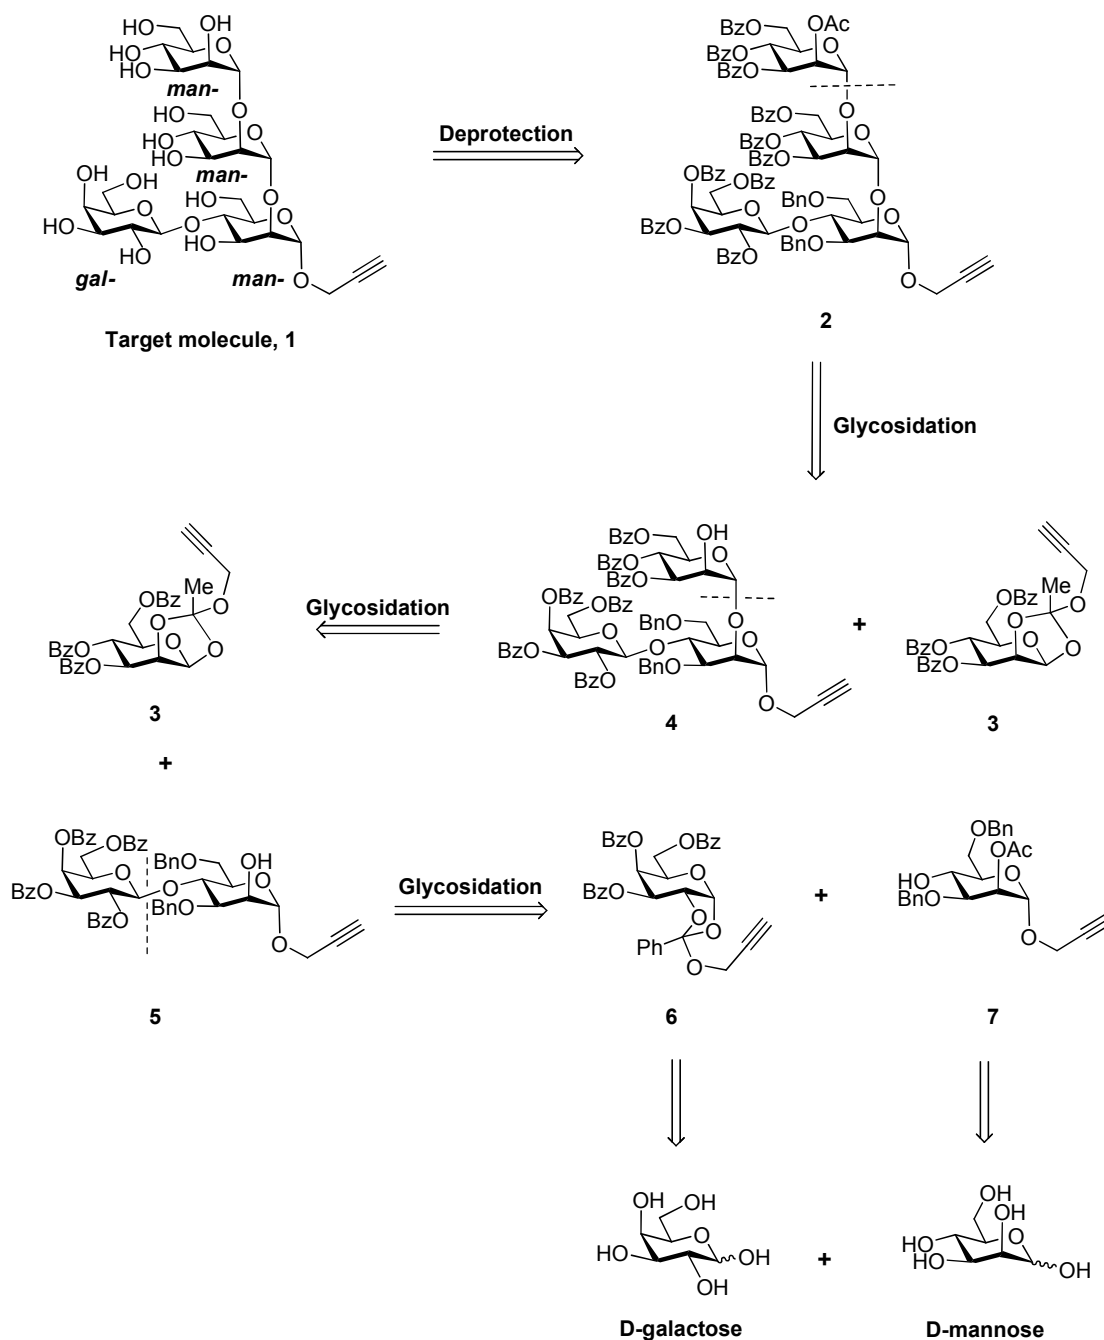 HO OH
HO
HO
man-
HO
HO
HO
man-
OH OH
HO
HO
gal-
HO
HO
man-
O
Target molecule, 1
Deprotection
BzO OAc
BzO
BzO
O
BzO
BzO
BzO
O
OBz OBz
BzO
BzO
BnO
BnO
O
2
Glycosidation
Me
OBz
BzO
BzO
O
3
Glycosidation
BzO OH
BzO
BzO
O
OBz OBz
BzO
BzO
BnO
BnO
O
4
+
Me
OBz
BzO
BzO
O
3
+
OBz
OBz
BzO
BzO
BnO OH
BnO
O
5
Glycosidation
BzO OBz
BzO
O
Ph
O
6
+
OBn
OAc
HO
BnO
O
7
OH OH
HO
OH
OH
D-galactose
+
OH
OH
HO
HO
OH
D-mannose